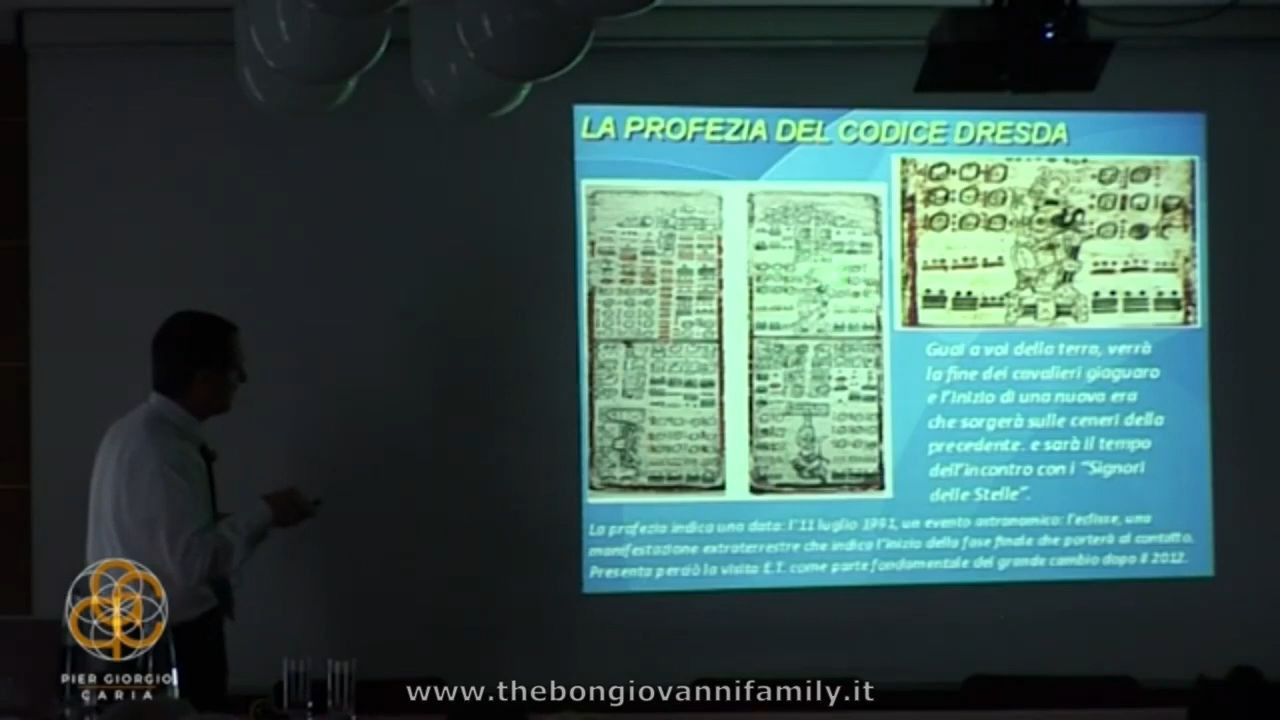 LA PROFEZIA DEL CODICE DRESDA
Guai a voi della terra, verrà
la fine dei cavalieri giaguaro
e l'inizio di una nuova era
che sorgerà sulle ceneri della
precedente. e sarà il tempo
dell'incontro con i "Signori
delle Stelle".
La profezia indica una data: l'11 luglio 1991, un evento astronomico: l'eclisse, una
manifestazione extraterrestre che indica l'inizio della fase finale che porterà al contatto.
Presenta perciò la visita E.T. come parte fondamentale del grande cambio dopo il 2012.
PIER GIORGIO
CARIA
www.thebongiovannifamily.it